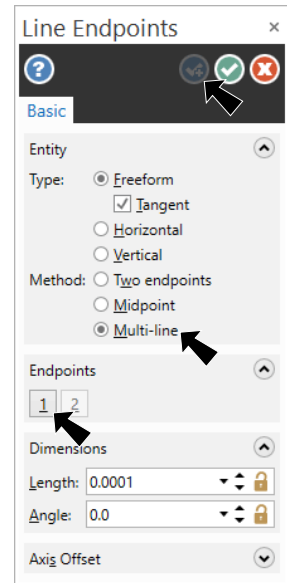 Line Endpoints ×
?
Basic
Entity
Type: Freeform
Tangent
Horizontal
Vertical
Method: Two endpoints
Midpoint
Multi-line
Endpoints
1 2
Dimensions
Length: 0.0001
Angle: 0.0
Axis Offset